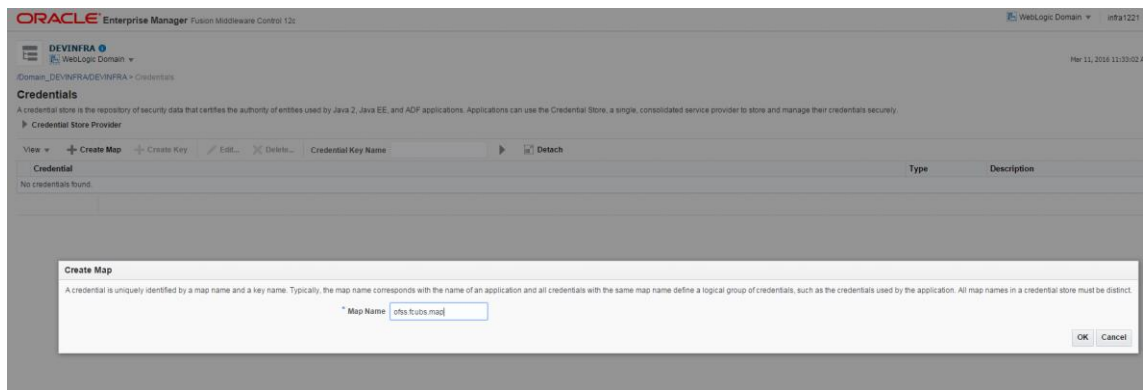 ORACLE Enterprise Manager Fusion Middleware Control 12c
WebLogic Domain infra1221
DEVINFRA
WebLogic Domain
Mar 11, 2016 11:33:02 A
/Domain_DEVINFRA/DEVINFRA > Credentials
Credentials
A credential store is the repository of security data that certifies the authority of entities used by Java 2, Java EE, and ADF applications. Applications can use the Credential Store, a single, consolidated service provider to store and manage their credentials securely.
Credential Store Provider
View Create Map Create Key Edit... Delete... Credential Key Name Detach
Credential Type Description
No credentials found.
Create Map
A credential is uniquely identified by a map name and a key name. Typically, the map name corresponds with the name of an application and all credentials with the same map name define a logical group of credentials, such as the credentials used by the application. All map names in a credential store must be distinct.
* Map Name ofss.fcubs.map
OK Cancel